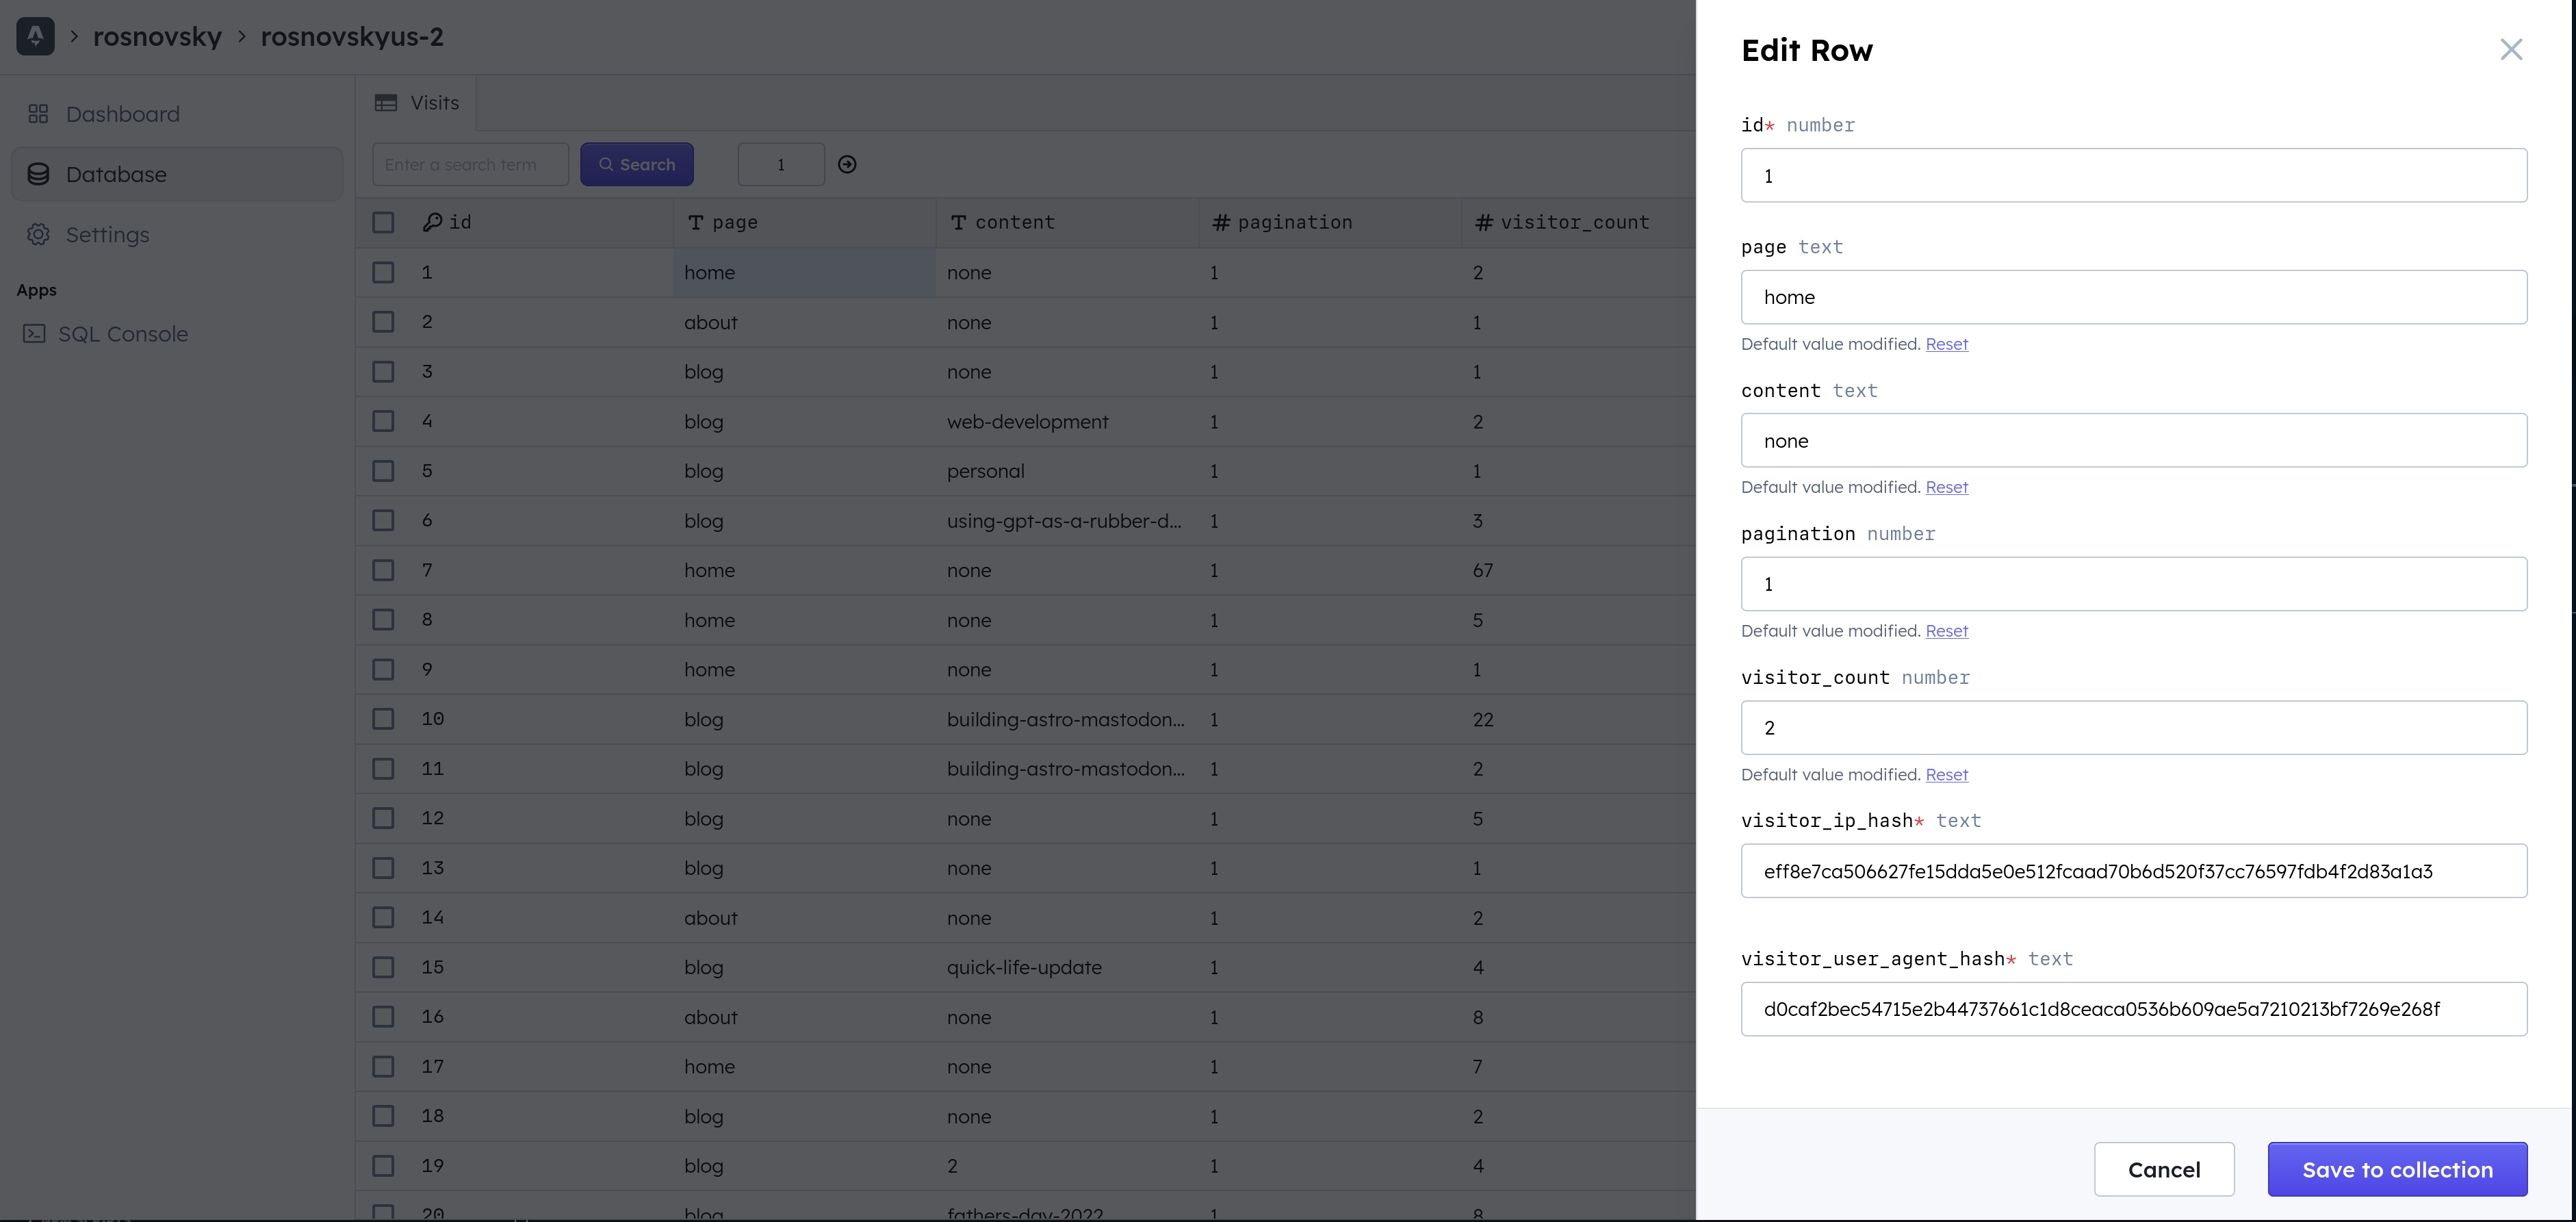 rosnovsky > rosnovskyus-2
Dashboard
Database
Settings
Apps
SQL Console
Visits
Enter a search term
Search
1
id page content pagination visitor_count
1 home none 1 2
2 about none 1 1
3 blog none 1 1
4 blog web-development 1 2
5 blog personal 1 1
6 blog using-gpt-as-a-rubber-d... 1 3
7 home none 1 67
8 home none 1 5
9 home none 1 1
10 blog building-astro-mastodon... 1 22
11 blog building-astro-mastodon... 1 2
12 blog none 1 5
13 blog none 1 1
14 about none 1 2
15 blog quick-life-update 1 4
16 about none 1 8
17 home none 1 7
18 blog none 1 2
19 blog 2 1 4
20 blog fathers-day-2022 1 8
Edit Row
id* number
1
page text
home
Default value modified. Reset
content text
none
Default value modified. Reset
pagination number
1
Default value modified. Reset
visitor_count number
2
Default value modified. Reset
visitor_ip_hash* text
eff8e7ca506627fe15dda5e0e512fcaad70b6d520f37cc76597fdb4f2d83a1a3
visitor_user_agent_hash* text
d0caf2bec54715e2b44737661c1d8ceaca0536b609ae5a7210213bf7269e268f
Cancel
Save to collection